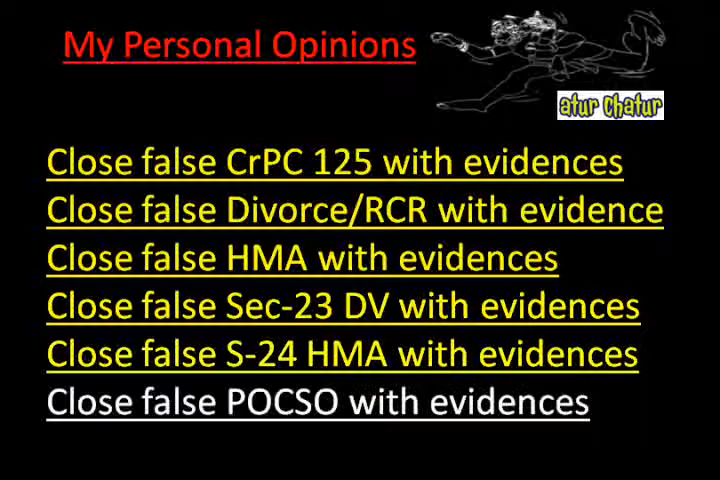 My Personal Opinions
atur Chatur
Close false CrPC 125 with evidences
Close false Divorce/RCR with evidence
Close false HMA with evidences
Close false Sec-23 DV with evidences
Close false S-24 HMA with evidences
Close false POCSO with evidences